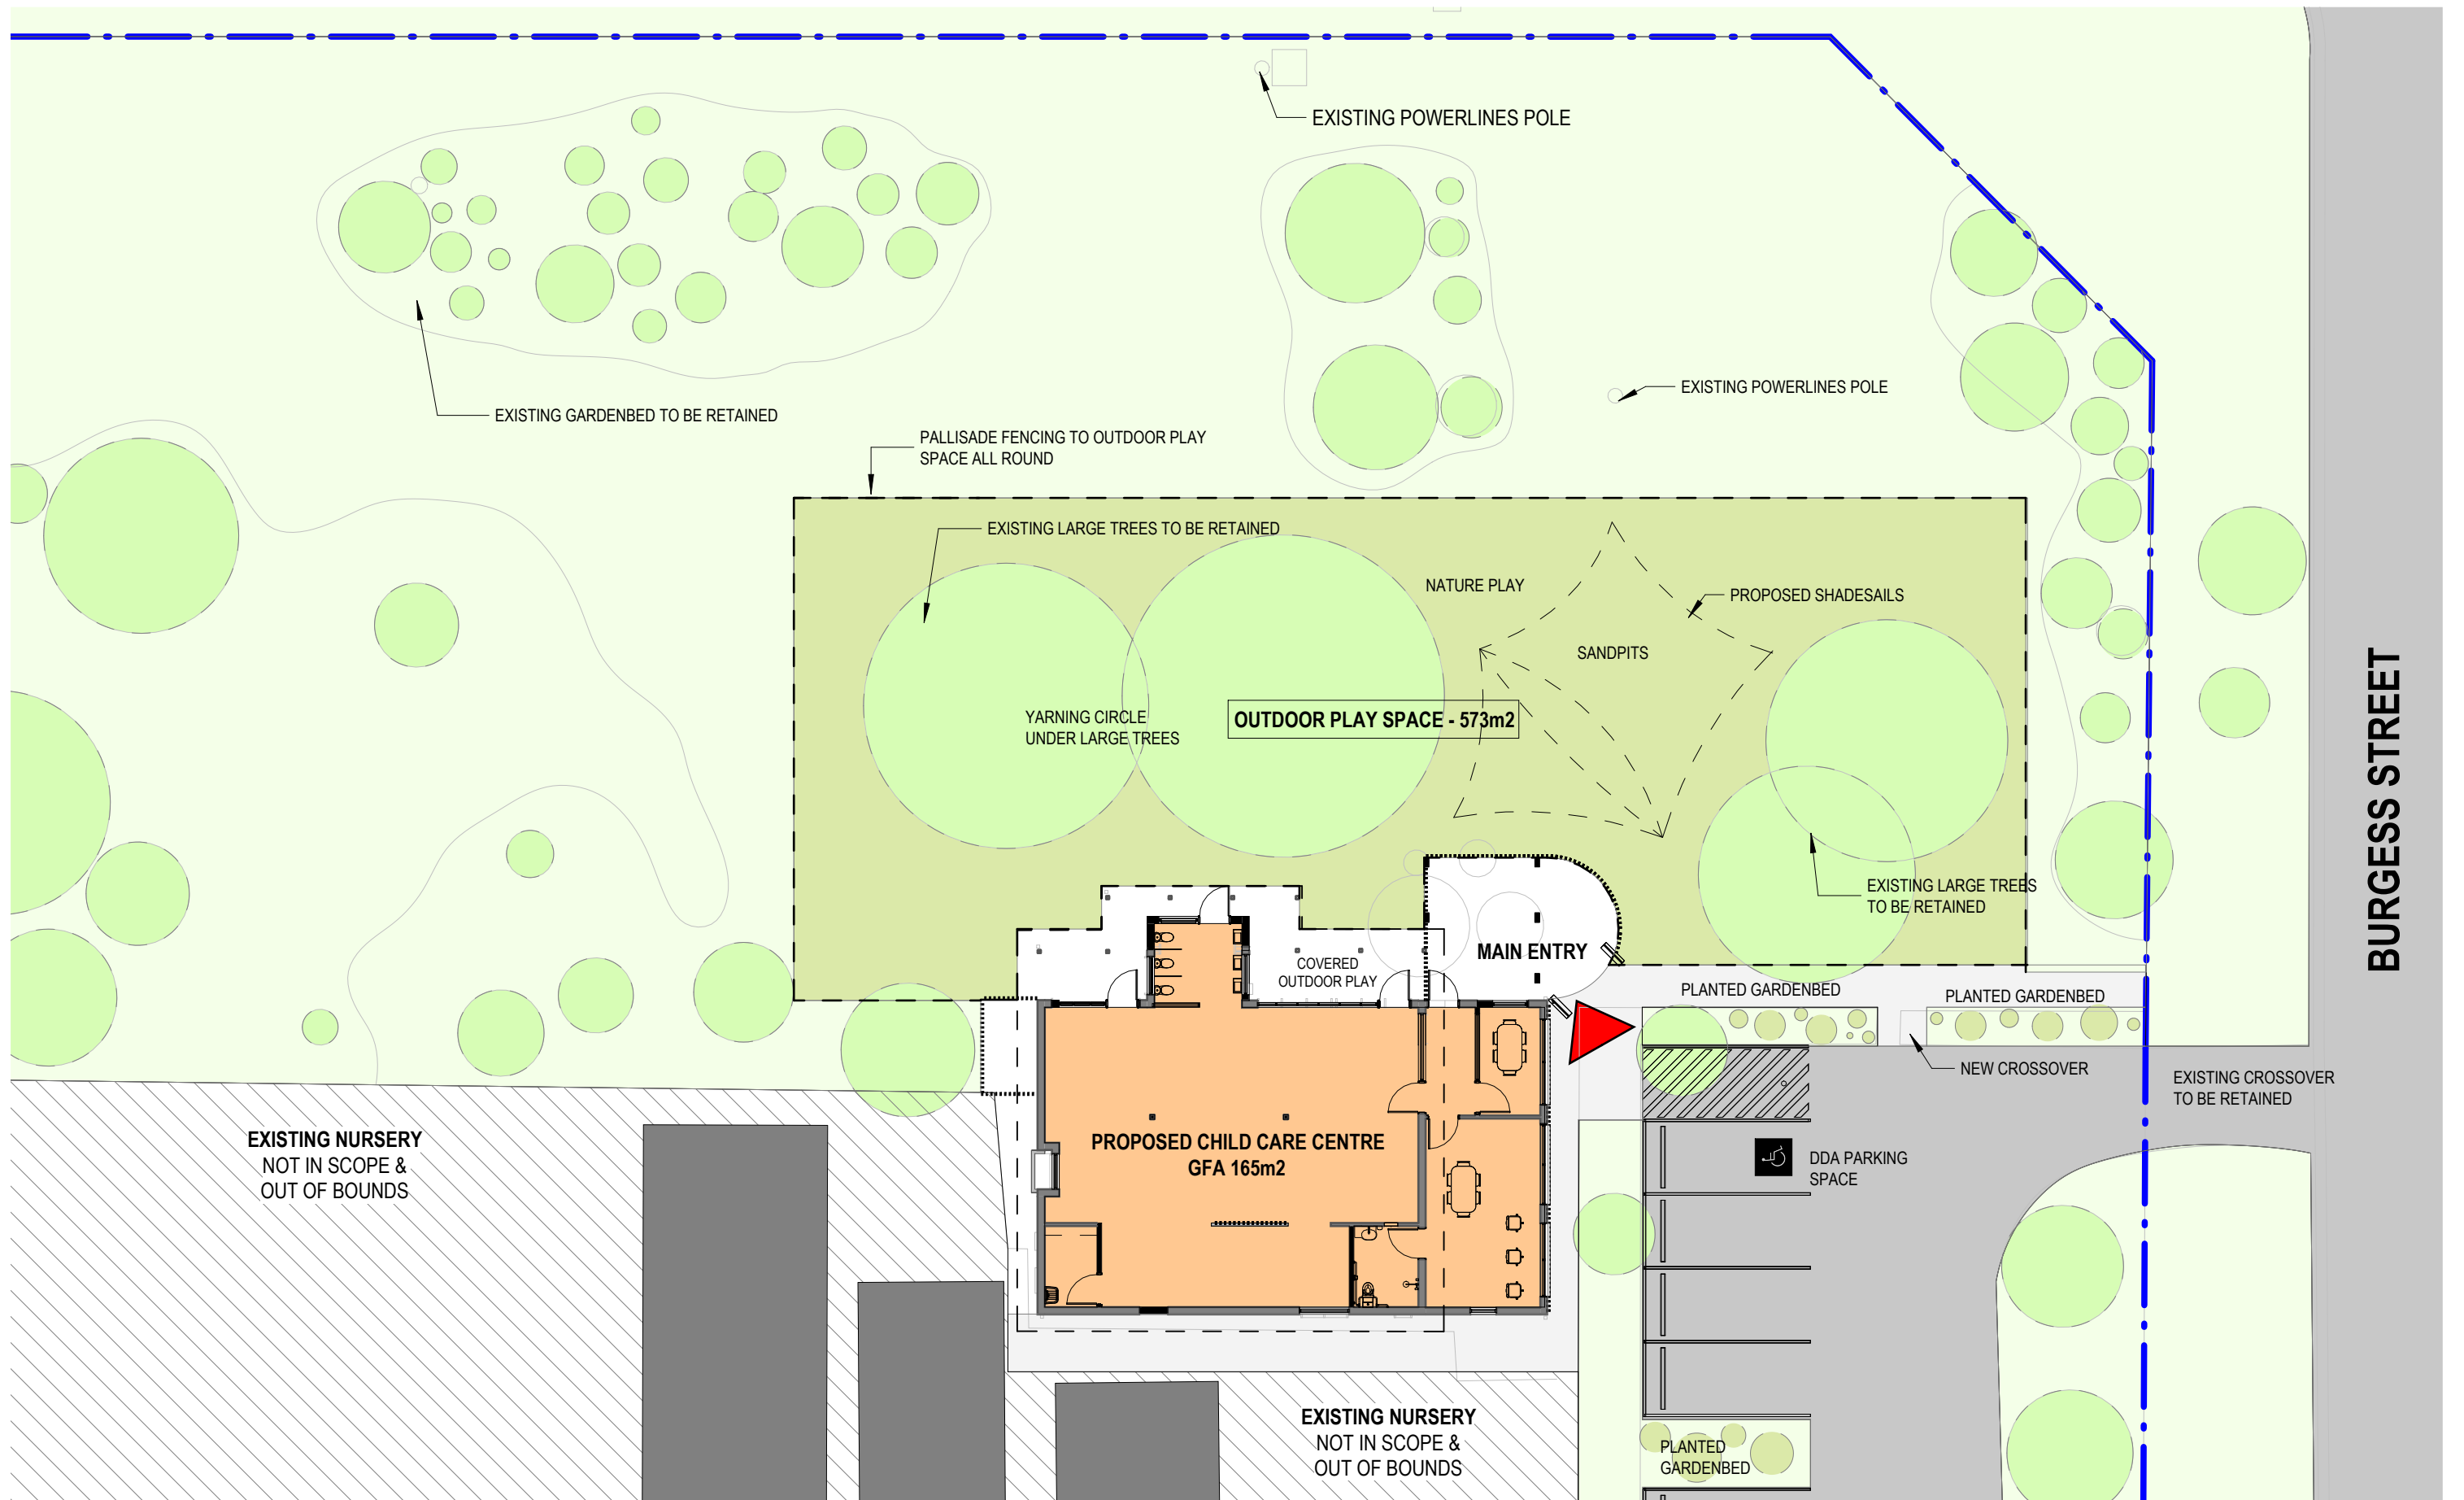 EXISTING POWERLINES POLE
EXISTING POWERLINES POLE
EXISTING GARDENBED TO BE RETAINED
PALLISADE FENCING TO OUTDOOR PLAY
SPACE ALL ROUND
EXISTING LARGE TREES TO BE RETAINED
NATURE PLAY
PROPOSED SHADESAILS
SANDPITS
YARNING CIRCLE
UNDER LARGE TREES
OUTDOOR PLAY SPACE - 573m2
BURGESS STREET
EXISTING LARGE TREES
TO BE RETAINED
MAIN ENTRY
COVERED
OUTDOOR PLAY
PLANTED GARDENBED
PLANTED GARDENBED
NEW CROSSOVER
EXISTING CROSSOVER
TO BE RETAINED
EXISTING NURSERY
NOT IN SCOPE &
OUT OF BOUNDS
PROPOSED CHILD CARE CENTRE
GFA 165m2
DDA PARKING
SPACE
EXISTING NURSERY
NOT IN SCOPE &
OUT OF BOUNDS
PLANTED
GARDENBED